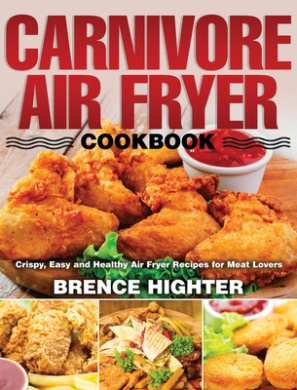 CARNIVORE
AIR FRYER
COOKBOOK
Crispy, Easy and Healthy Air Fryer Recipes for Meat Lovers
BRENCE HIGHTER